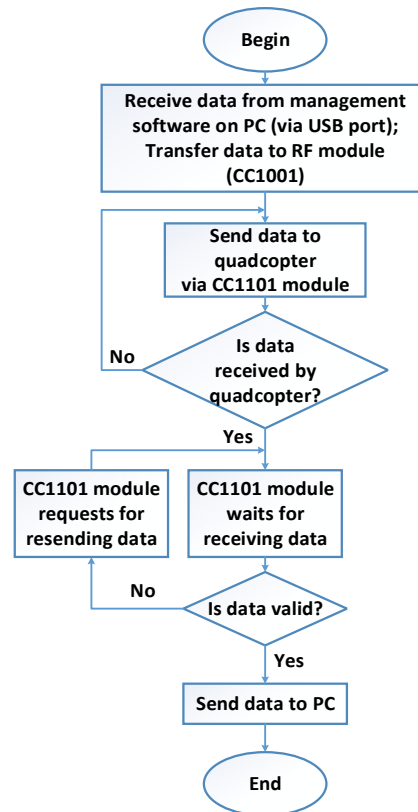 Begin
Receive data from management
software on PC (via USB port);
Transfer data to RF module
(CC1001)
Send data to
quadcopter
via CC1101 module
No
Is data
received by
quadcopter?
Yes
CC1101 module
requests for
resending data
CC1101 module
waits for
receiving data
No
Is data valid?
Yes
Send data to PC
End